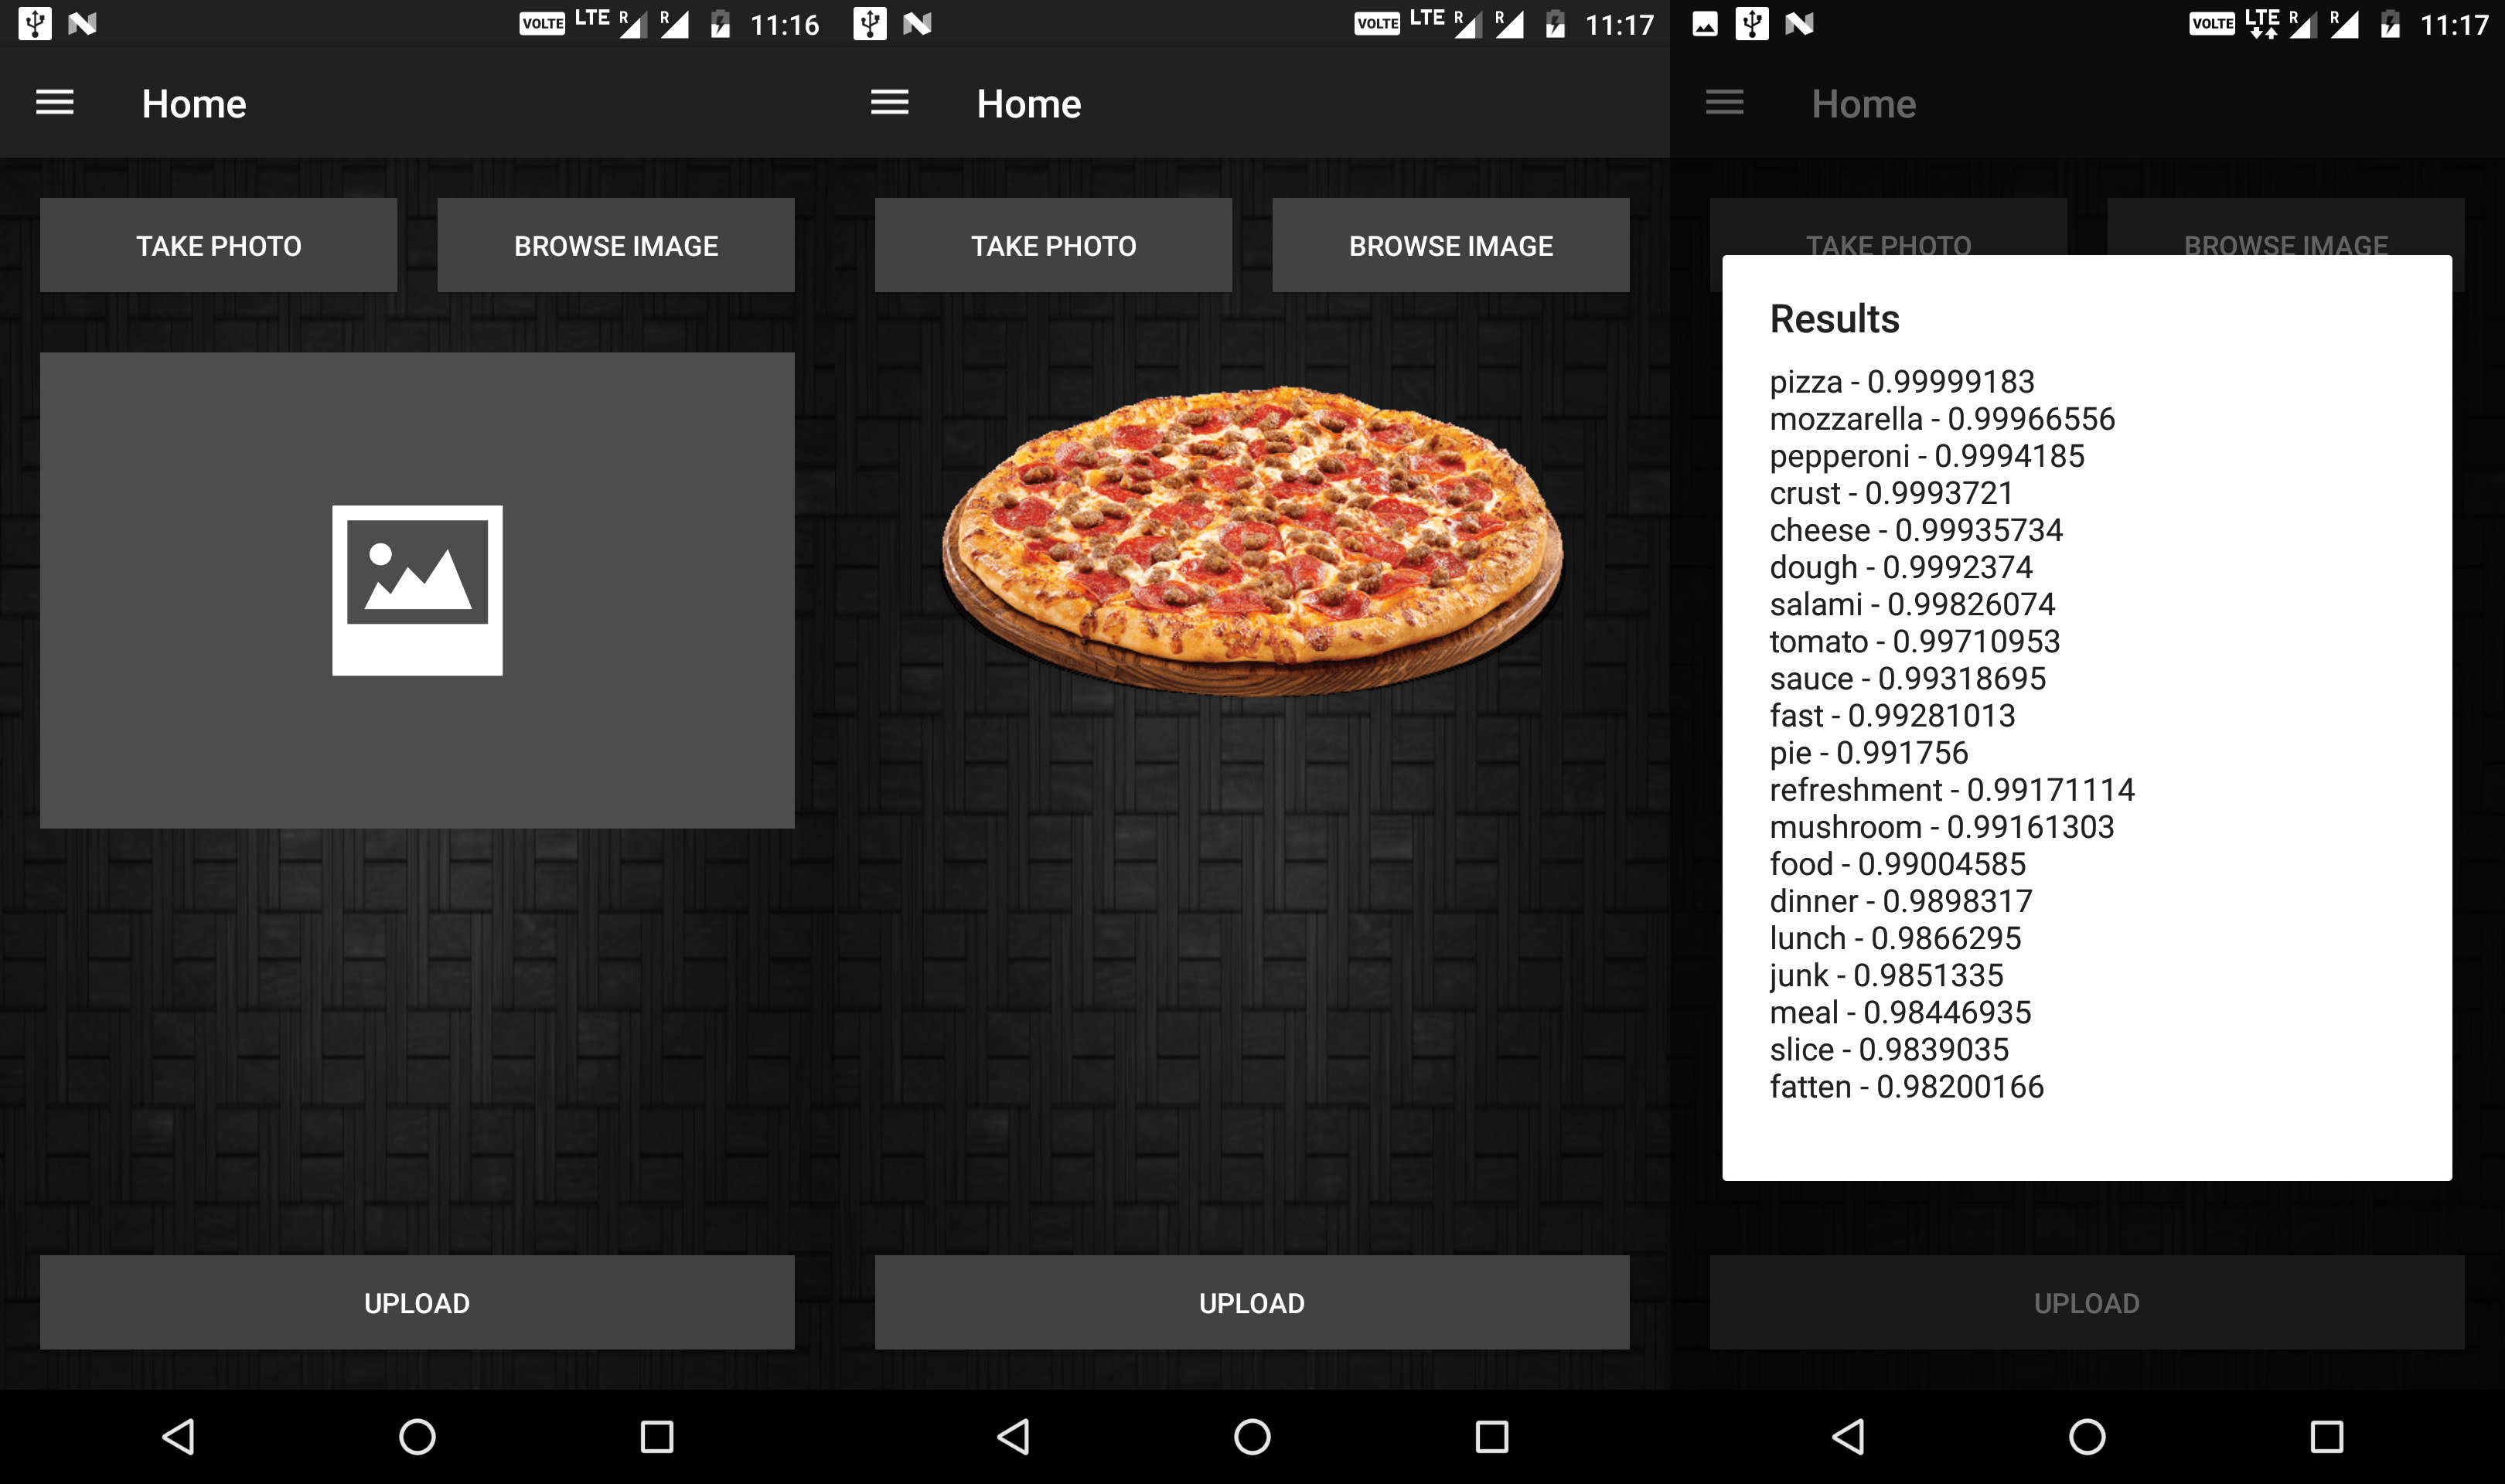 VOLTE LTE R R 11:16
Home
TAKE PHOTO BROWSE IMAGE
UPLOAD
VOLTE LTE R R 11:17
Home
TAKE PHOTO BROWSE IMAGE
UPLOAD
VOLTE LTE R R 11:17
Home
TAKE PHOTO BROWSE IMAGE
Results
pizza - 0.99999183
mozzarella - 0.99966556
pepperoni - 0.9994185
crust - 0.9993721
cheese - 0.99935734
dough - 0.9992374
salami - 0.99826074
tomato - 0.99710953
sauce - 0.99318695
fast - 0.99281013
pie - 0.991756
refreshment - 0.99171114
mushroom - 0.99161303
food - 0.99004585
dinner - 0.9898317
lunch - 0.9866295
junk - 0.9851335
meal - 0.98446935
slice - 0.9839035
fatten - 0.98200166
UPLOAD